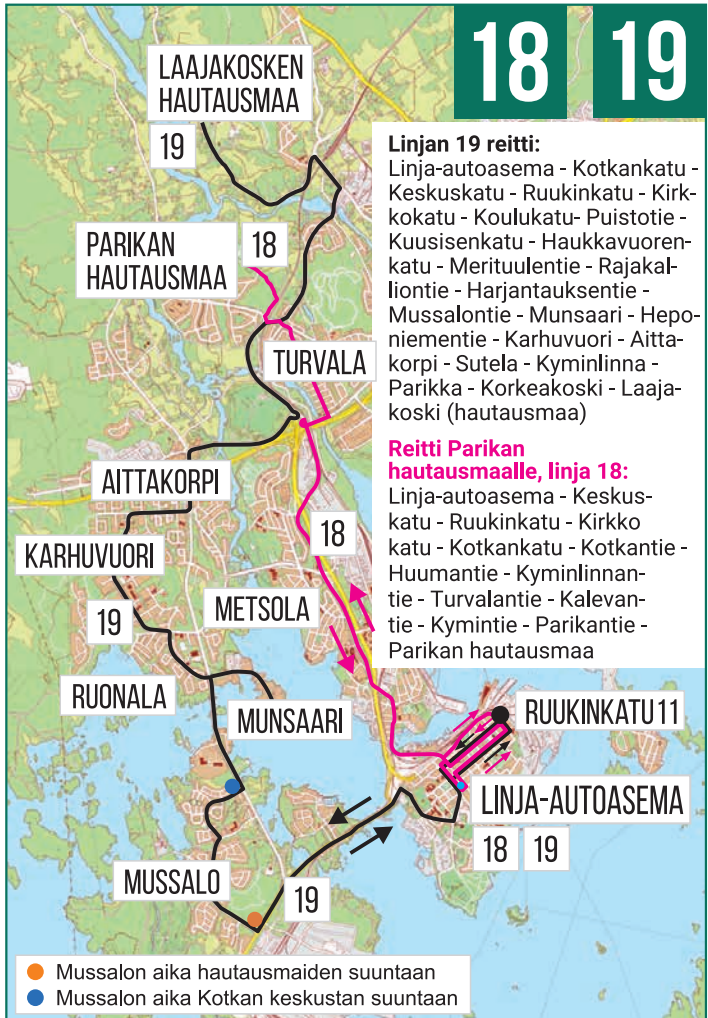 18 19
LAAJAKOSKEN
HAUTAUSMAA
19
PARIKAN
HAUTAUSMAA
18
TURVALA
AITTAKORPI
18
KARHUVUORI
METSOLA
19
RUONALA
MUNSAARI
RUUKINKATU 11
LINJA-AUTOASEMA
18 19
MUSSALO
19
Linjan 19 reitti:
Linja-autoasema - Kotkankatu -
Keskuskatu - Ruukinkatu - Kirk-
kokatu - Koulukatu- Puistotie -
Kuusisenkatu - Haukkavuoren-
katu - Merituulentie - Rajakal-
liontie - Harjantauksentie -
Mussalontie - Munsaari - Hepo-
niementie - Karhuvuori - Aitta-
korpi - Sutela - Kyminlinna -
Parikka - Korkeakoski - Laaja-
koski (hautausmaa)
Reitti Parikan
hautausmaalle, linja 18:
Linja-autoasema - Keskus-
katu - Ruukinkatu - Kirkko
katu - Kotkankatu - Kotkantie -
Huumantie - Kyminlinnan-
tie - Turvalantie - Kalevan-
tie - Kymintie - Parikantie -
Parikan hautausmaa
Mussalon aika hautausmaiden suuntaan
Mussalon aika Kotkan keskustan suuntaan